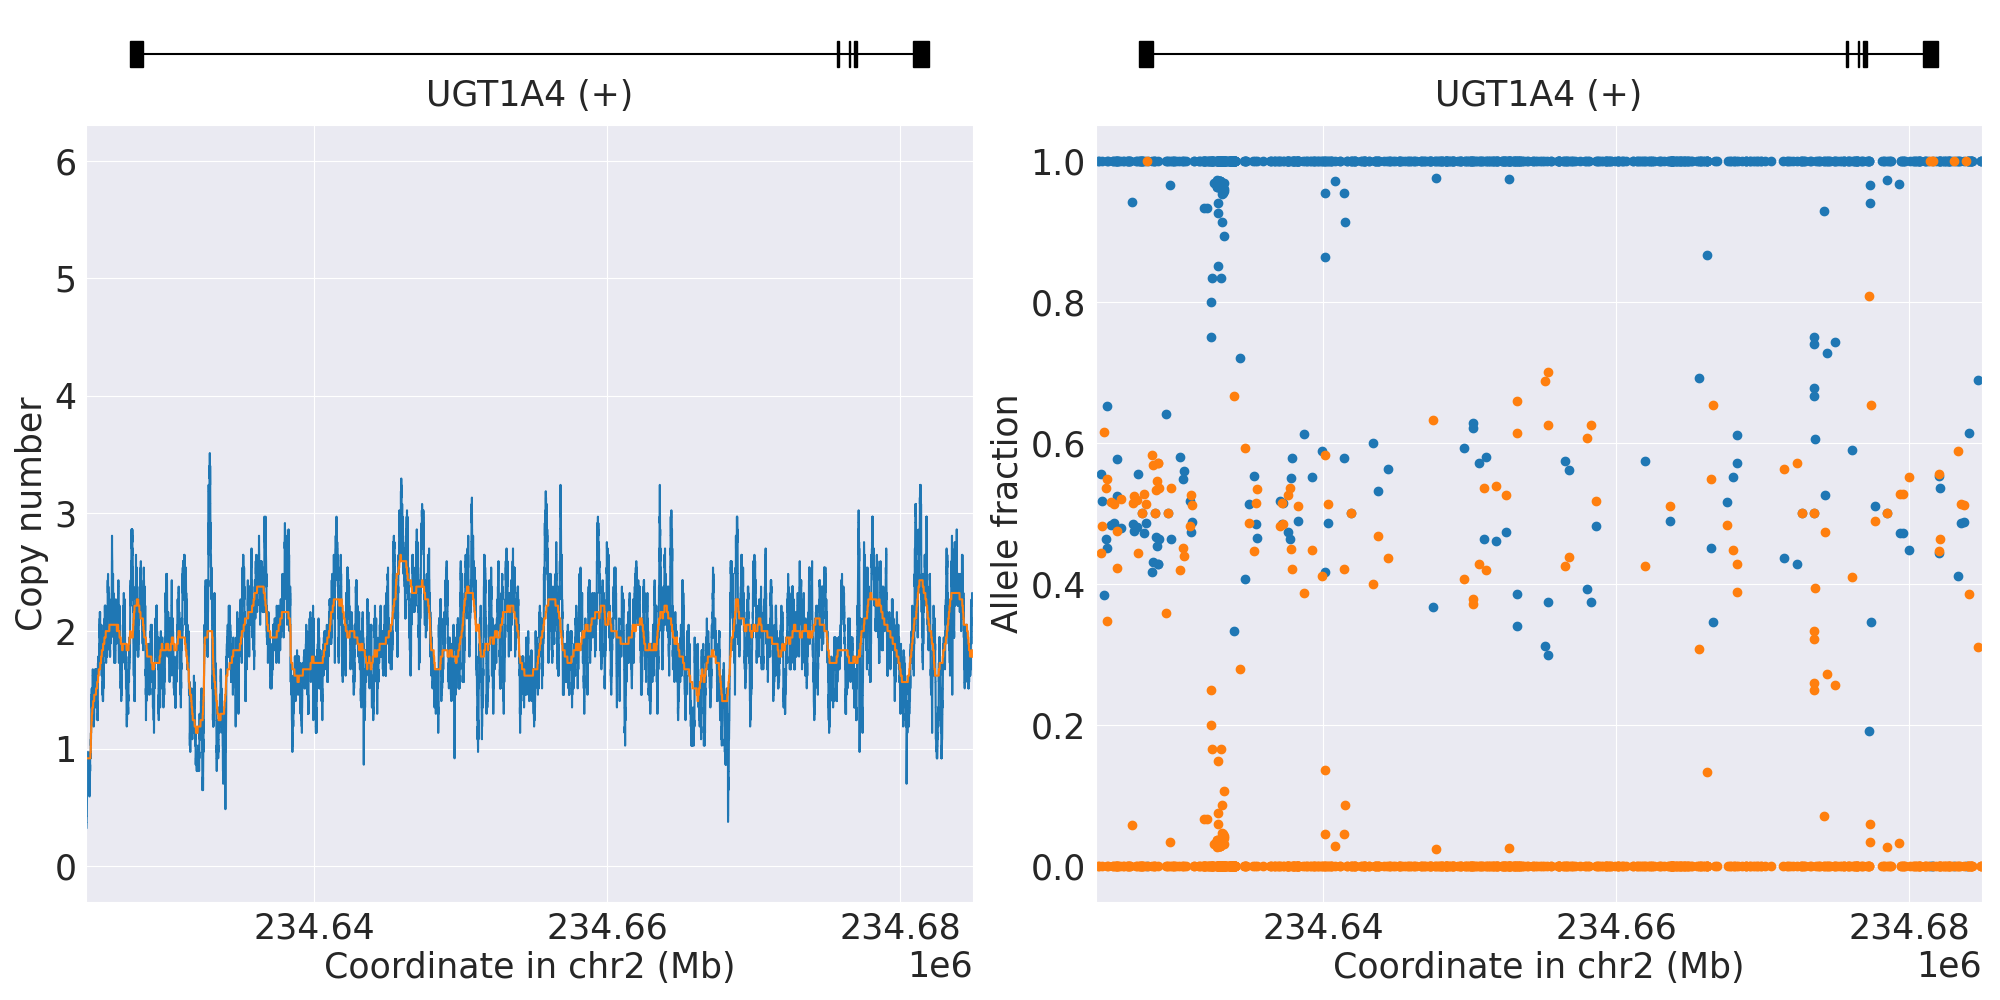 UGT1A4 (+)
6
5
4
3
2
1
0
Copy number
234.64 234.66 234.68
1e6
Coordinate in chr2 (Mb)
UGT1A4 (+)
1.0
0.8
0.6
0.4
0.2
0.0
Allele fraction
234.64 234.66 234.68
1e6
Coordinate in chr2 (Mb)